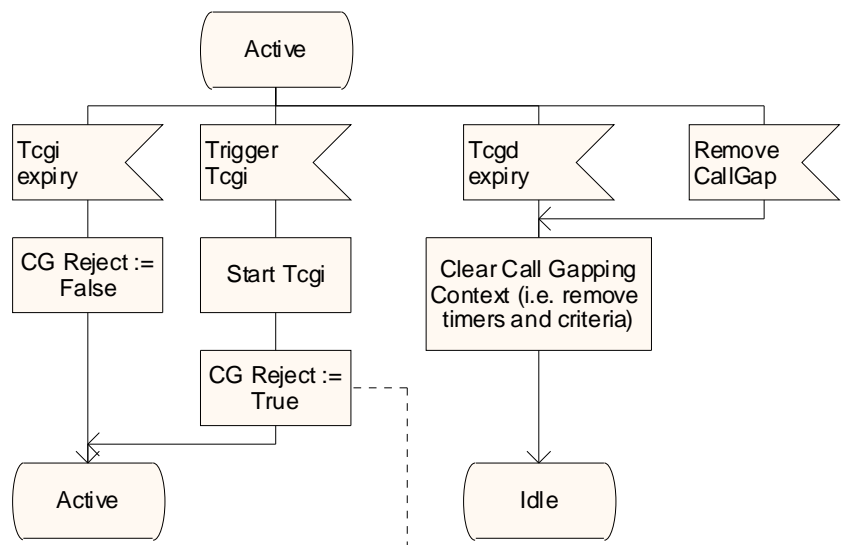 Active
Tcgi
expiry
Trigger
Tcgi
Tcgd
expiry
Remove
CallGap
CG Reject :=
False
Start Tcgi
Clear Call Gapping
Context (i.e. remove
timers and criteria)
CG Reject :=
True
Active
Idle